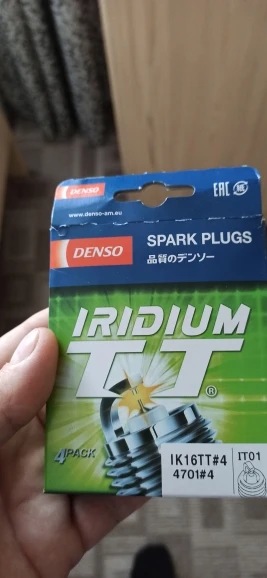 DENSO
EAC
www.denso-am.eu
DENSO
SPARK PLUGS
品質のデンソー
IRIDIUM
TT®
4PACK
IK16TT#4
4701#4
IT01